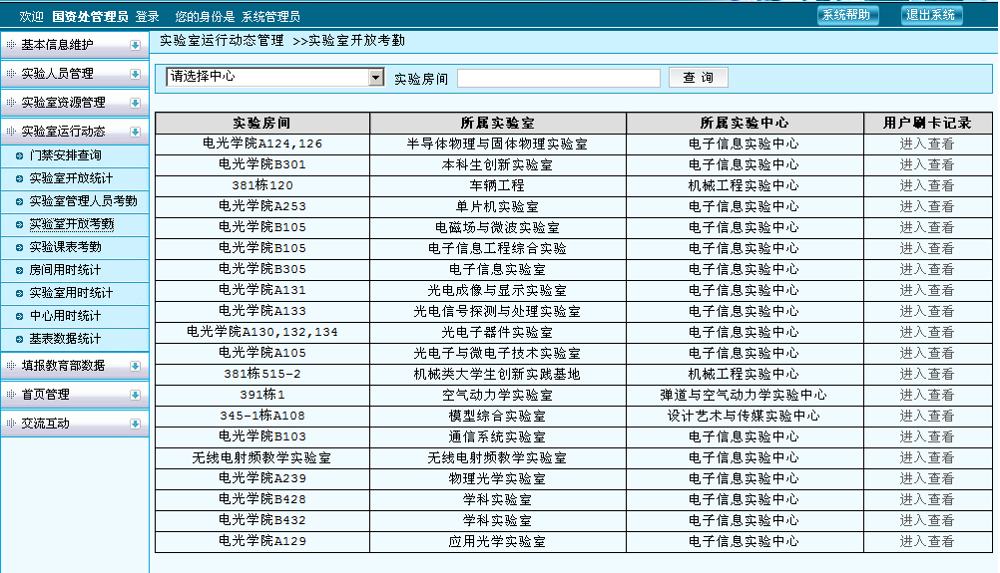 欢迎 国资处管理员 登录 您的身份是 系统管理员 系统帮助 退出系统
基本信息维护
实验人员管理
实验室资源管理
实验室运行动态
门禁安排查询
实验室开放统计
实验室管理人员考勤
实验室开放考勤
实验课表考勤
房间用时统计
实验室用时统计
中心用时统计
基表数据统计
填报教育部数据
首页管理
交流互动
实验室运行动态管理 >>实验室开放考勤
请选择中心 实验房间 查 询
实验房间 所属实验室 所属实验中心 用户刷卡记录
电光学院A124,126 半导体物理与固体物理实验室 电子信息实验中心 进入查看
电光学院B301 本科生创新实验室 电子信息实验中心 进入查看
381栋120 车辆工程 机械工程实验中心 进入查看
电光学院A253 单片机实验室 电子信息实验中心 进入查看
电光学院B105 电磁场与微波实验室 电子信息实验中心 进入查看
电光学院B105 电子信息工程综合实验 电子信息实验中心 进入查看
电光学院B305 电子信息实验室 电子信息实验中心 进入查看
电光学院A131 光电成像与显示实验室 电子信息实验中心 进入查看
电光学院A133 光电信号探测与处理实验室 电子信息实验中心 进入查看
电光学院A130,132,134 光电子器件实验室 电子信息实验中心 进入查看
电光学院A105 光电子与微电子技术实验室 电子信息实验中心 进入查看
381栋515-2 机械类大学生创新实践基地 机械工程实验中心 进入查看
391栋1 空气动力学实验室 弹道与空气动力学实验中心 进入查看
345-1栋A108 模型综合实验室 设计艺术与传媒实验中心 进入查看
电光学院B103 通信系统实验室 电子信息实验中心 进入查看
无线电射频教学实验室 无线电射频教学实验室 电子信息实验中心 进入查看
电光学院A239 物理光学实验室 电子信息实验中心 进入查看
电光学院B428 学科实验室 电子信息实验中心 进入查看
电光学院B432 学科实验室 电子信息实验中心 进入查看
电光学院A129 应用光学实验室 电子信息实验中心 进入查看